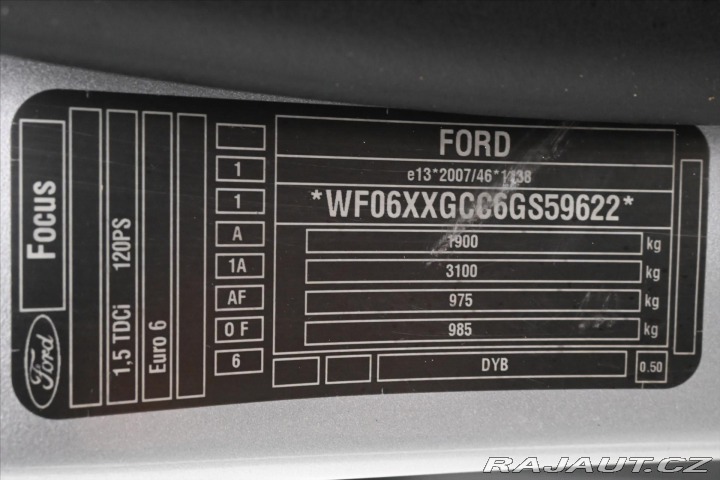 FORD
e13*2007/46*1138
*WF06XXGCC6GS59622*
1900 kg
3100 kg
975 kg
985 kg
DYB
0.50
1
1
A
1A
AF
0 F
6
Focus
1,5 TDCi 120PS
Euro 6
Ford
RAJAUT.CZ